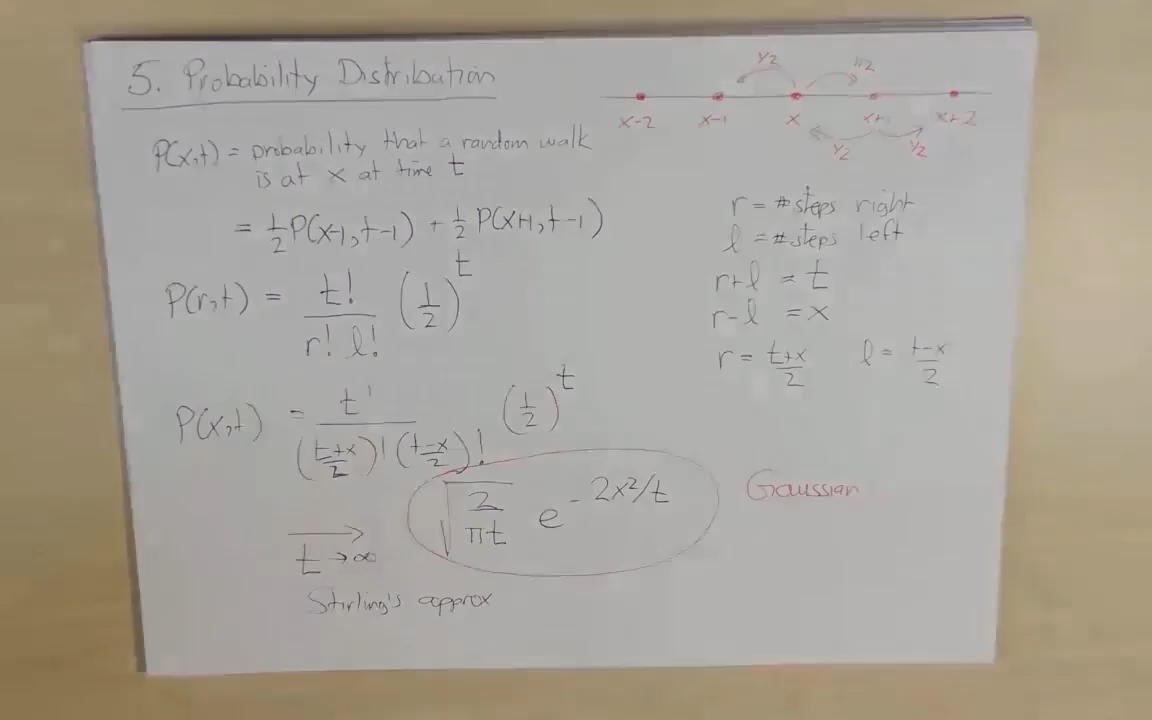 5. Probability Distribution
1/2 1/2
x-2 x-1 x x+1 x+2
1/2 1/2
P(x,t) = probability that a random walk
is at x at time t
= 1/2 P(x-1, t-1) + 1/2 P(x+1, t-1)
P(r,t) = t! / (r! l!) (1/2)^t
r = #steps right
l = #steps left
r+l = t
r-l = x
r = (t+x)/2 l = (t-x)/2
P(x,t) = t! / (((t+x)/2)! ((t-x)/2)!) (1/2)^t
→ t→∞ √(2/πt) e^(-2x²/t) Gaussian
Stirling's approx